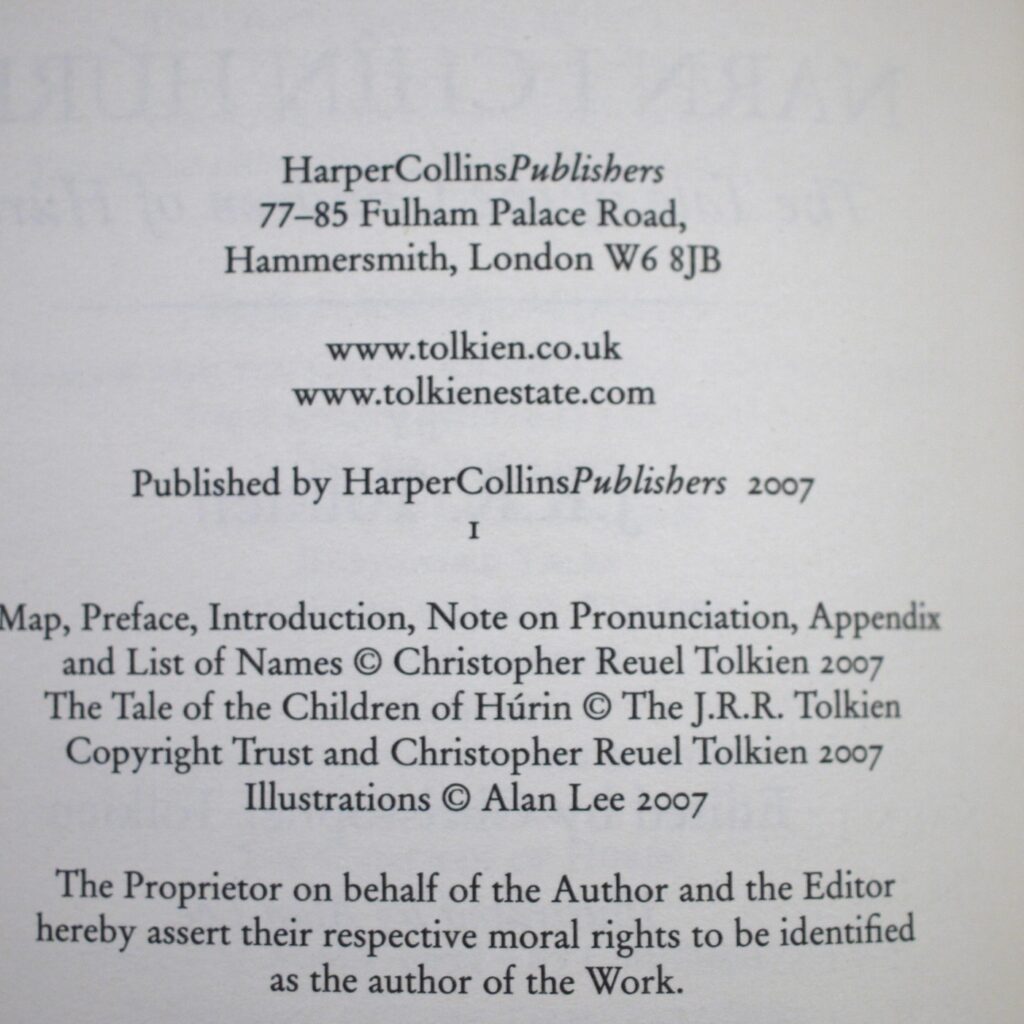 HarperCollinsPublishers
77–85 Fulham Palace Road,
Hammersmith, London W6 8JB
www.tolkien.co.uk
www.tolkienestate.com
Published by HarperCollinsPublishers 2007
1
Map, Preface, Introduction, Note on Pronunciation, Appendix
and List of Names © Christopher Reuel Tolkien 2007
The Tale of the Children of Húrin © The J.R.R. Tolkien
Copyright Trust and Christopher Reuel Tolkien 2007
Illustrations © Alan Lee 2007
The Proprietor on behalf of the Author and the Editor
hereby assert their respective moral rights to be identified
as the author of the Work.